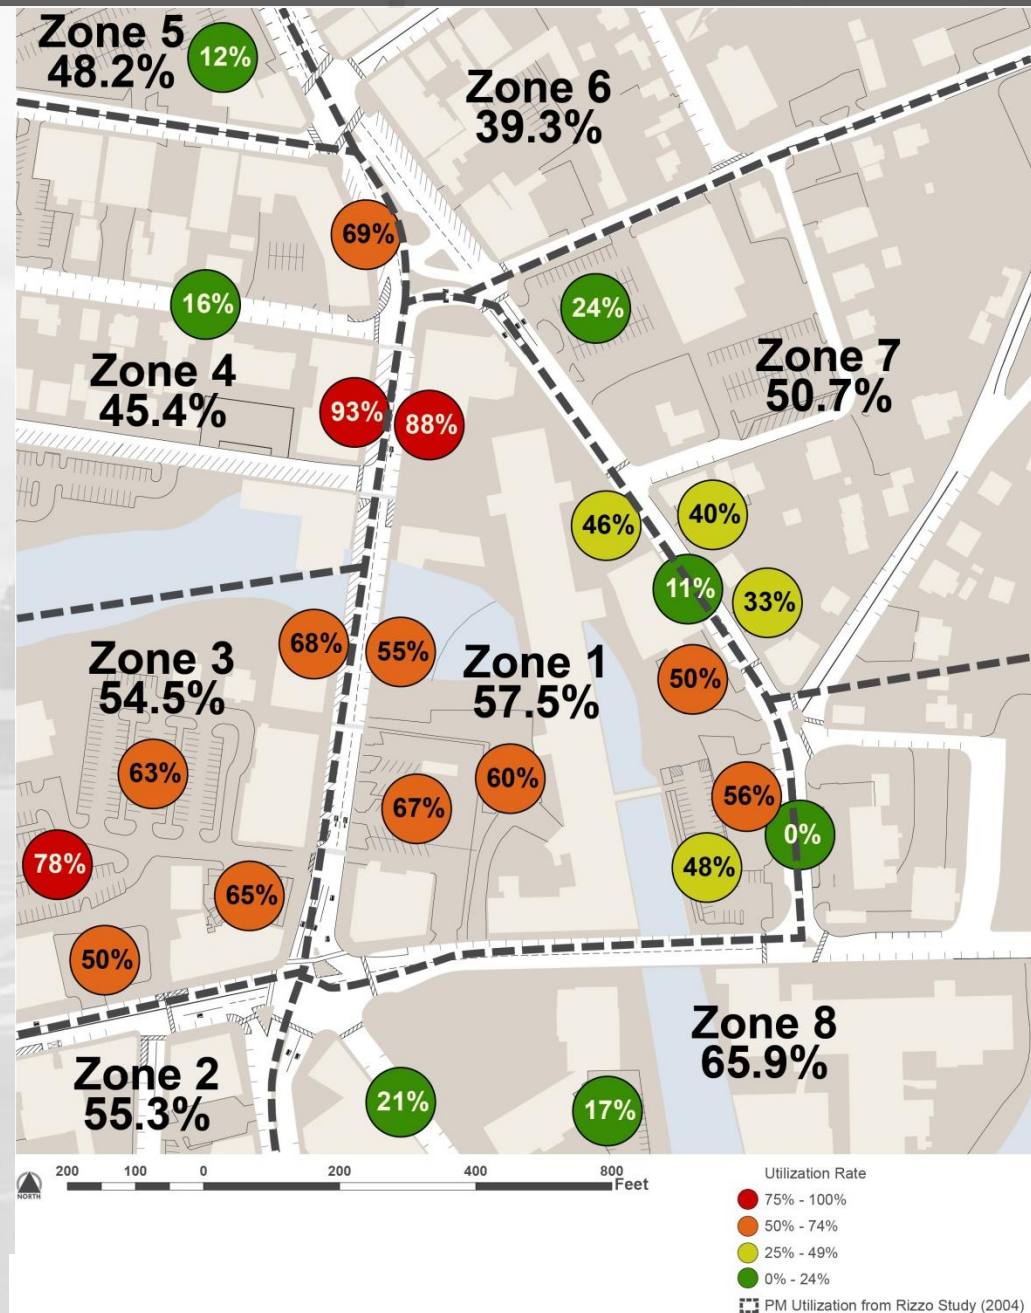 Zone 5
48.2%
12%
Zone 6
39.3%
69%
16%
24%
Zone 4
45.4%
Zone 7
50.7%
93%
88%
46%
40%
11%
33%
68%
55%
Zone 3
54.5%
Zone 1
57.5%
50%
63%
60%
67%
56%
0%
78%
65%
48%
50%
Zone 8
65.9%
Zone 2
55.3%
21%
17%
NORTH
200 100 0 200 400 800
Feet
Utilization Rate
75% - 100%
50% - 74%
25% - 49%
0% - 24%
PM Utilization from Rizzo Study (2004)